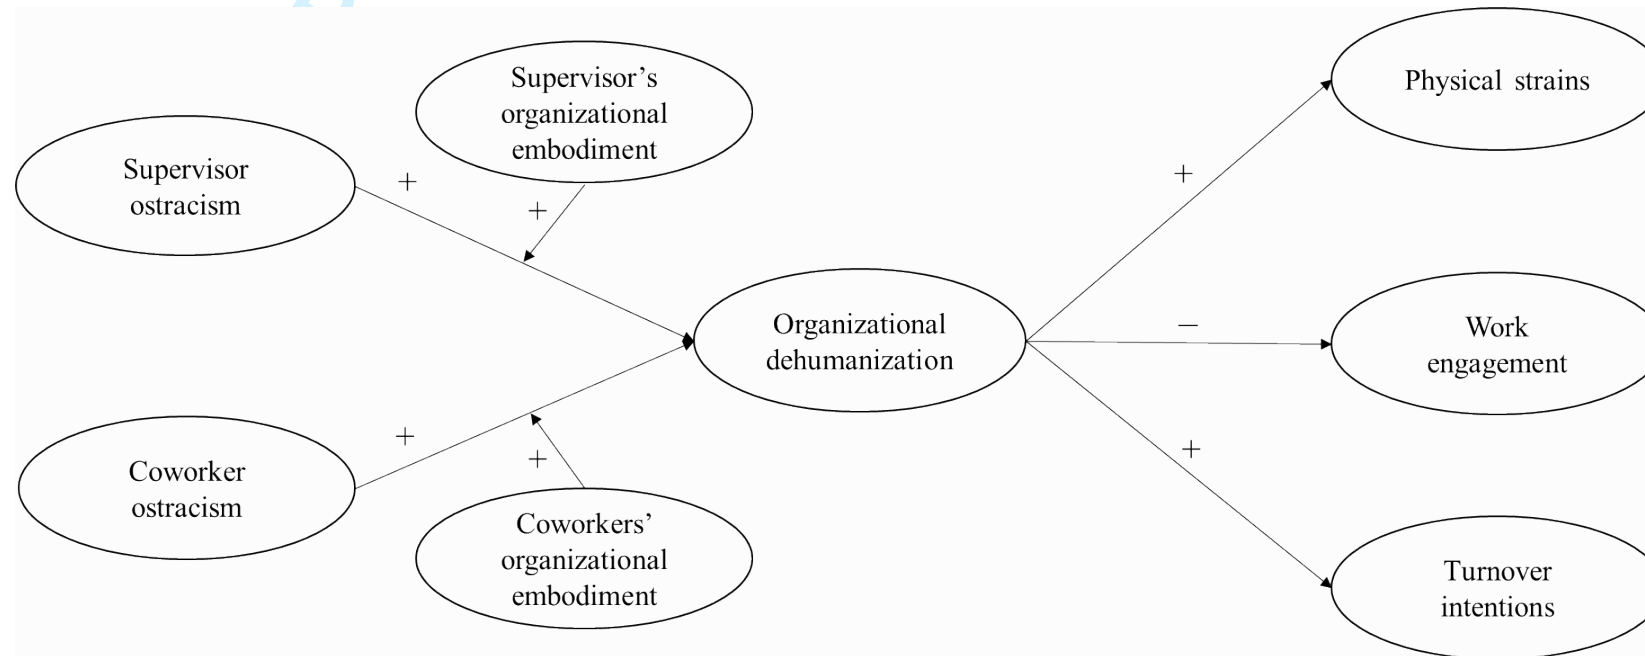 Supervisor's
organizational
embodiment
Physical strains
Supervisor
ostracism
+
+
+
Organizational
dehumanization
−
Work
engagement
+
+
+
Coworker
ostracism
Coworkers'
organizational
embodiment
Turnover
intentions